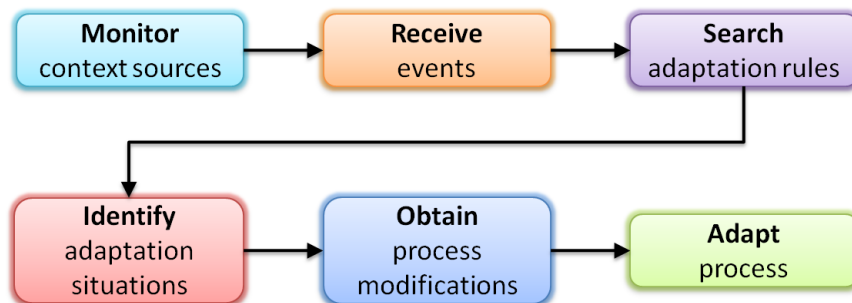 Monitor
context sources
Receive
events
Search
adaptation rules
Identify
adaptation
situations
Obtain
process
modifications
Adapt
process